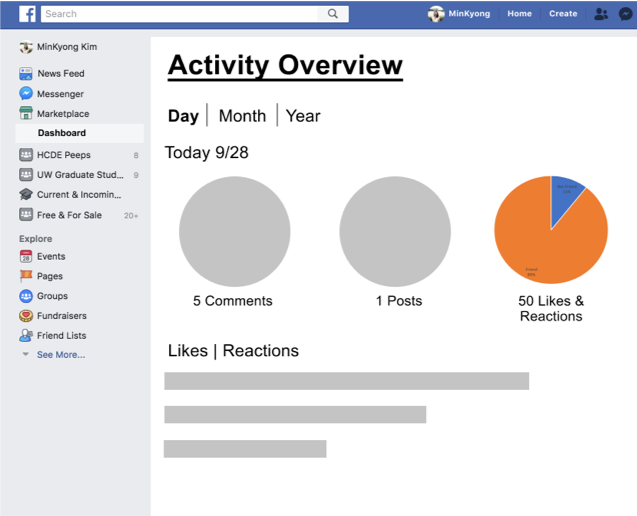 f Search MinKyong Home Create
MinKyong Kim
News Feed
Messenger
Marketplace
Dashboard
HCDE Peeps 8
UW Graduate Stud... 9
Current & Incomin...
Free & For Sale 20+
Explore
Events
28
Pages
Groups
Fundraisers
Friend Lists
See More...
Activity Overview
Day | Month | Year
Today 9/28
5 Comments
1 Posts
50 Likes &
Reactions
Likes | Reactions